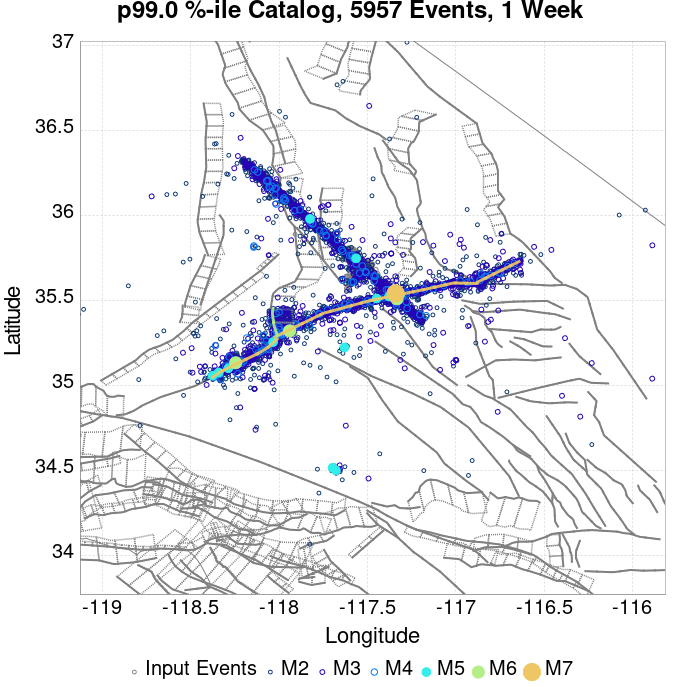 p99.0 %-ile Catalog, 5957 Events, 1 Week
37
36.5
36
35.5
35
34.5
34
Latitude
-119 -118.5 -118 -117.5 -117 -116.5 -116
Longitude
Input Events M2 M3 M4 M5 M6 M7